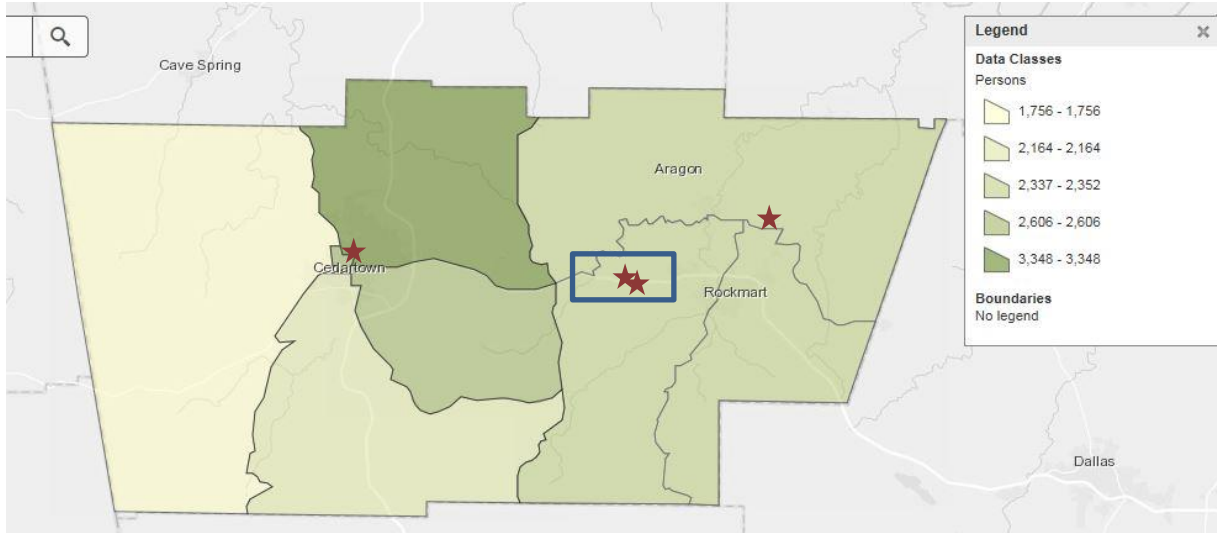 Cave Spring
Aragon
Cedartown
Rockmart
Dallas
Legend
Data Classes
Persons
1,756 - 1,756
2,164 - 2,164
2,337 - 2,352
2,606 - 2,606
3,348 - 3,348
Boundaries
No legend